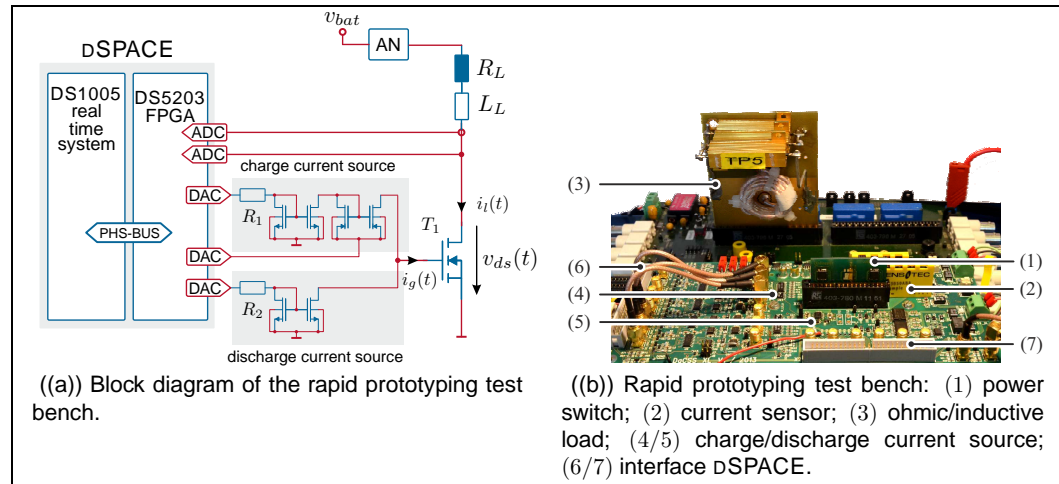 v_bat
AN
DSPACE
R_L
DS1005
real
time
system
DS5203
FPGA
L_L
ADC
ADC
charge current source
DAC
R_1
i_l(t)
T_1
PHS-BUS
v_ds(t)
DAC
i_g(t)
DAC
R_2
discharge current source
((a)) Block diagram of the rapid prototyping test
bench.
TP5
(3)
(6)
(1)
(4)
(2)
(5)
(7)
2013
((b)) Rapid prototyping test bench: (1) power
switch; (2) current sensor; (3) ohmic/inductive
load; (4/5) charge/discharge current source;
(6/7) interface DSPACE.